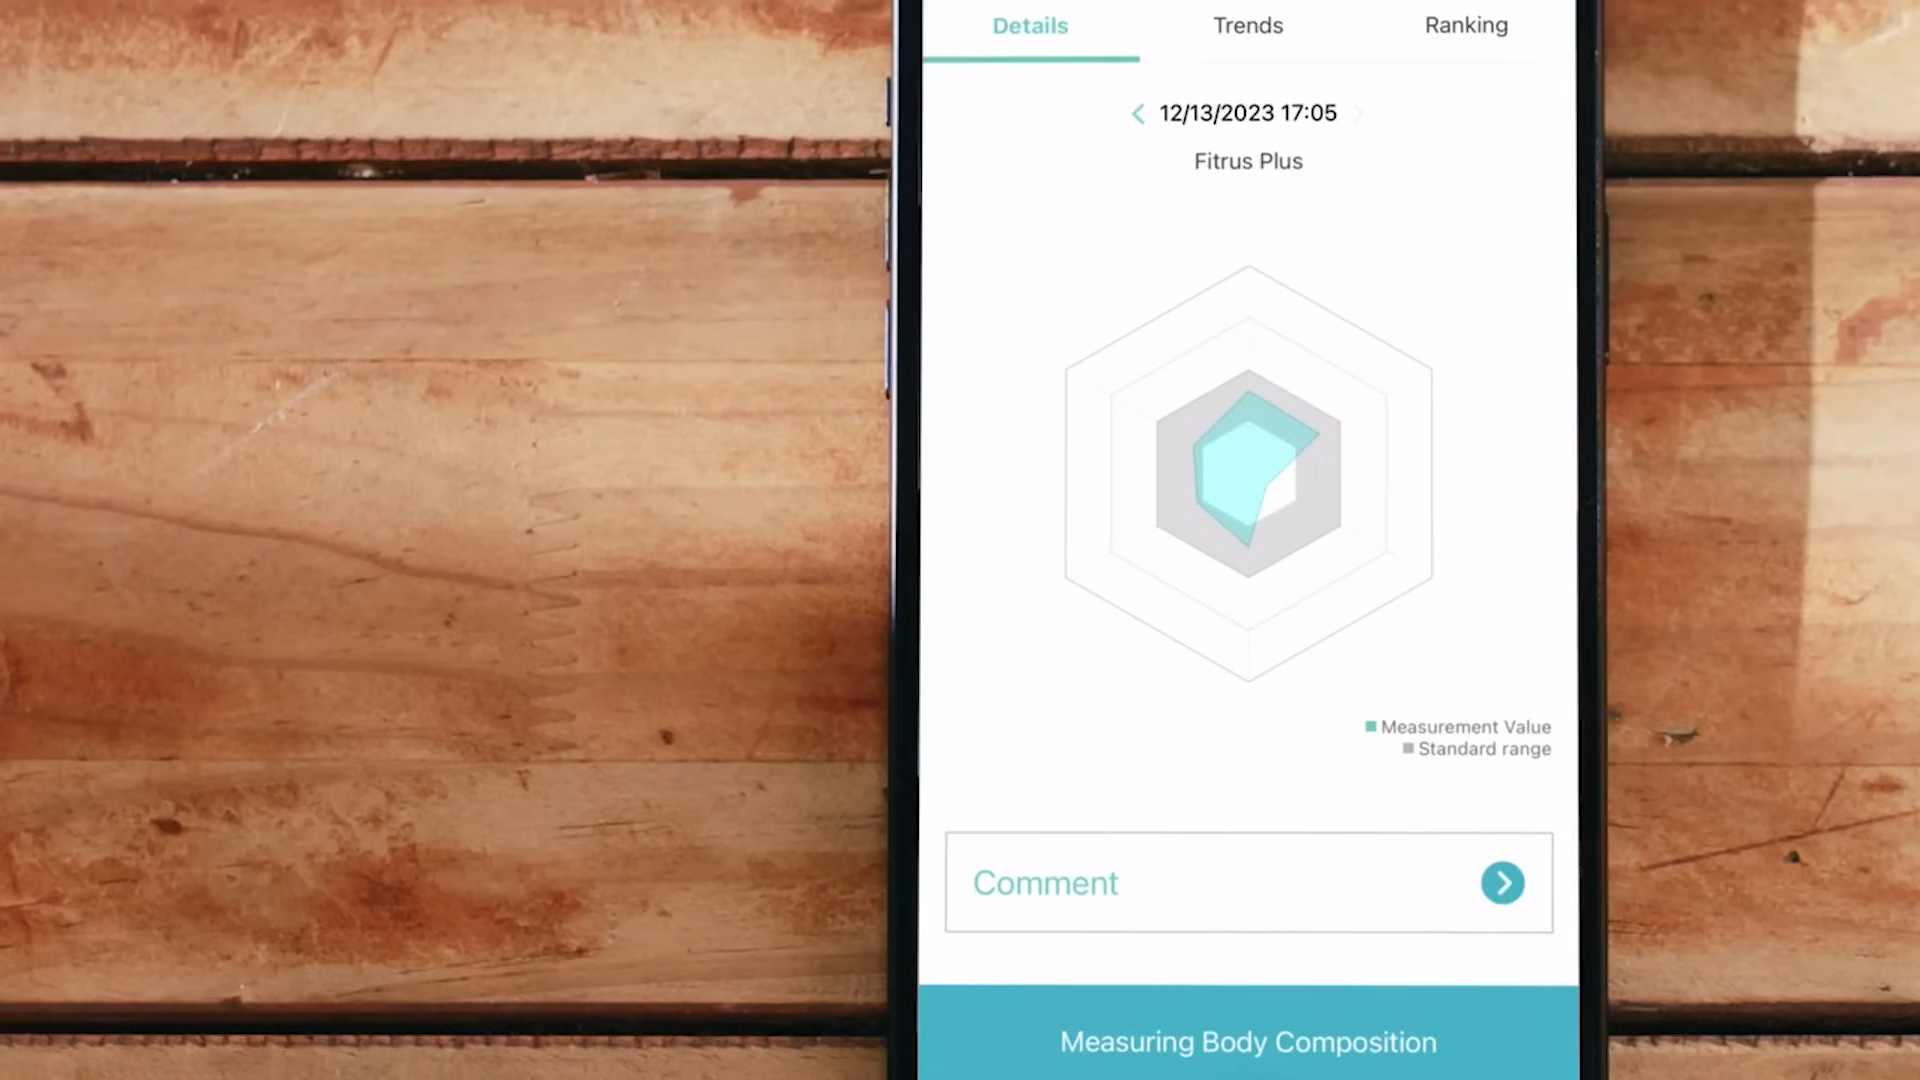 Details Trends Ranking
12/13/2023 17:05
Fitrus Plus
Measurement Value
Standard range
Comment
Measuring Body Composition